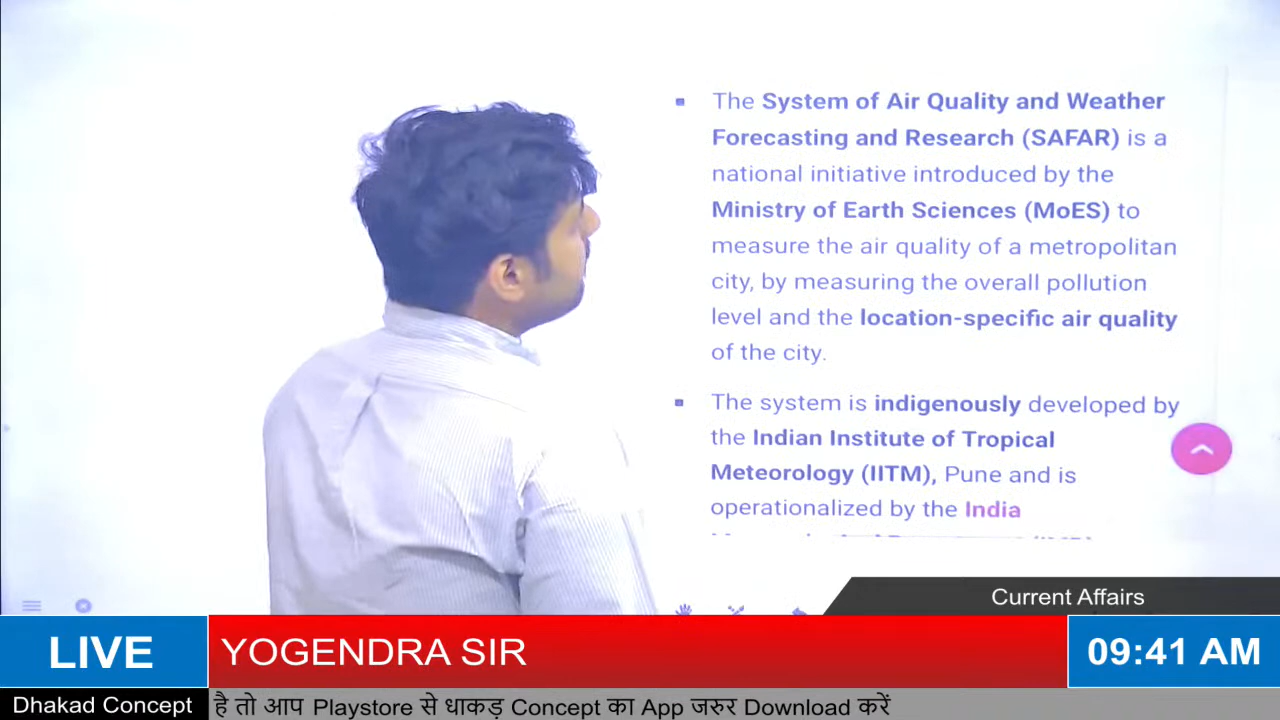 The System of Air Quality and Weather
Forecasting and Research (SAFAR) is a
national initiative introduced by the
Ministry of Earth Sciences (MoES) to
measure the air quality of a metropolitan
city, by measuring the overall pollution
level and the location-specific air quality
of the city.
The system is indigenously developed by
the Indian Institute of Tropical
Meteorology (IITM), Pune and is
operationalized by the India
Current Affairs
LIVE
YOGENDRA SIR
09:41 AM
Dhakad Concept
है तो आप Playstore से धाकड़ Concept का App जरुर Download करें